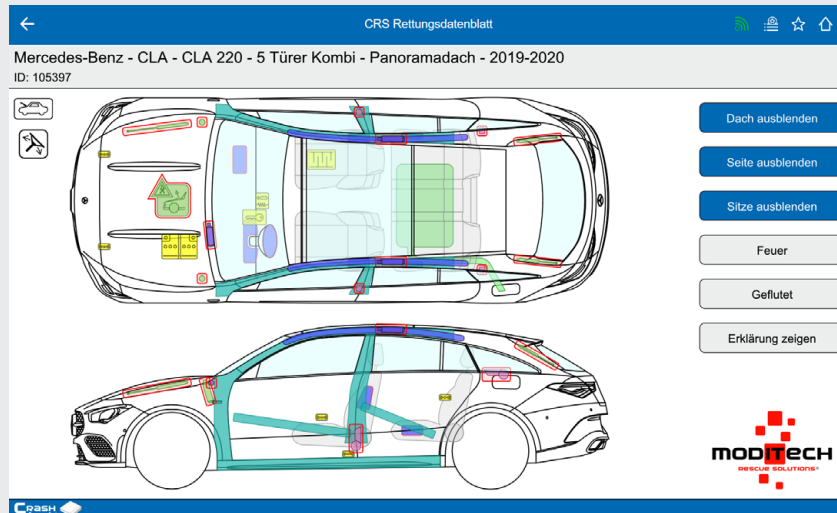 CRS Rettungsdatenblatt
Mercedes-Benz - CLA - CLA 220 - 5 Türer Kombi - Panoramadach - 2019-2020
ID: 105397
Dach ausblenden
Seite ausblenden
Sitze ausblenden
Feuer
Geflutet
Erklärung zeigen
MODITECH
RESCUE SOLUTIONS
CRASH